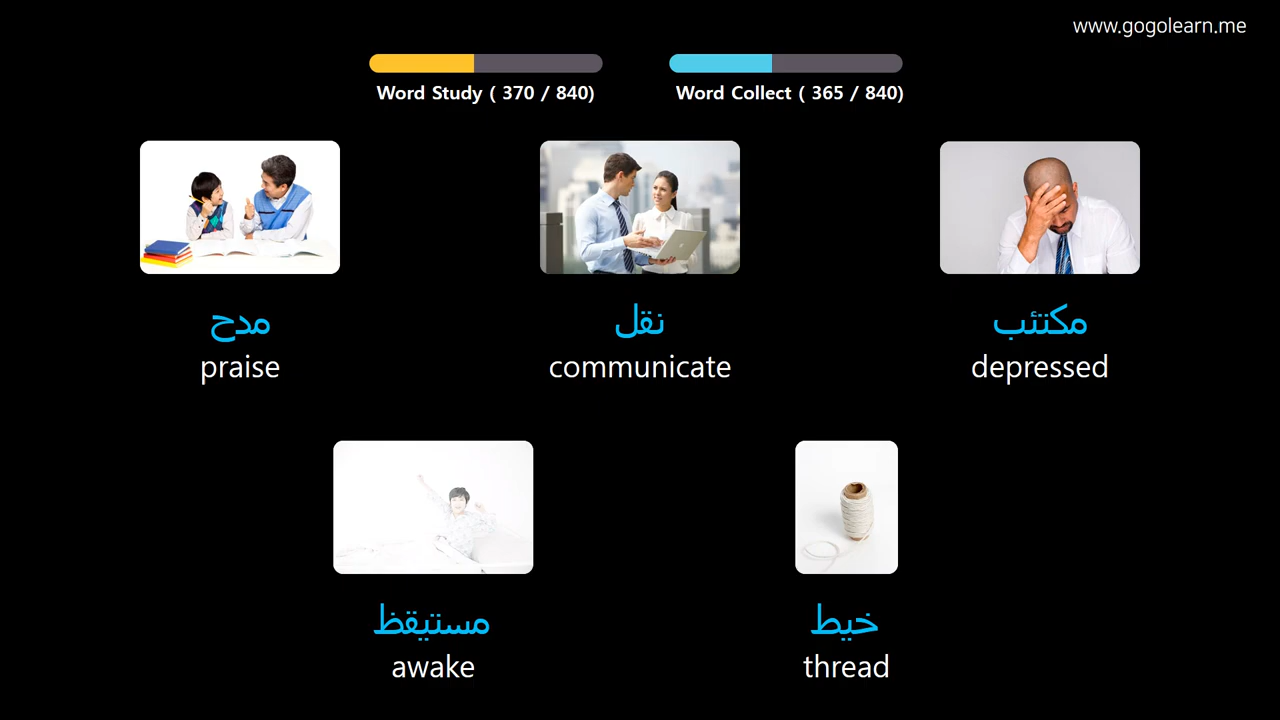 www.gogolearn.me
Word Study ( 370 / 840)
Word Collect ( 365 / 840)
مدح
praise
نقل
communicate
مكتئب
depressed
مستيقظ
awake
خيط
thread